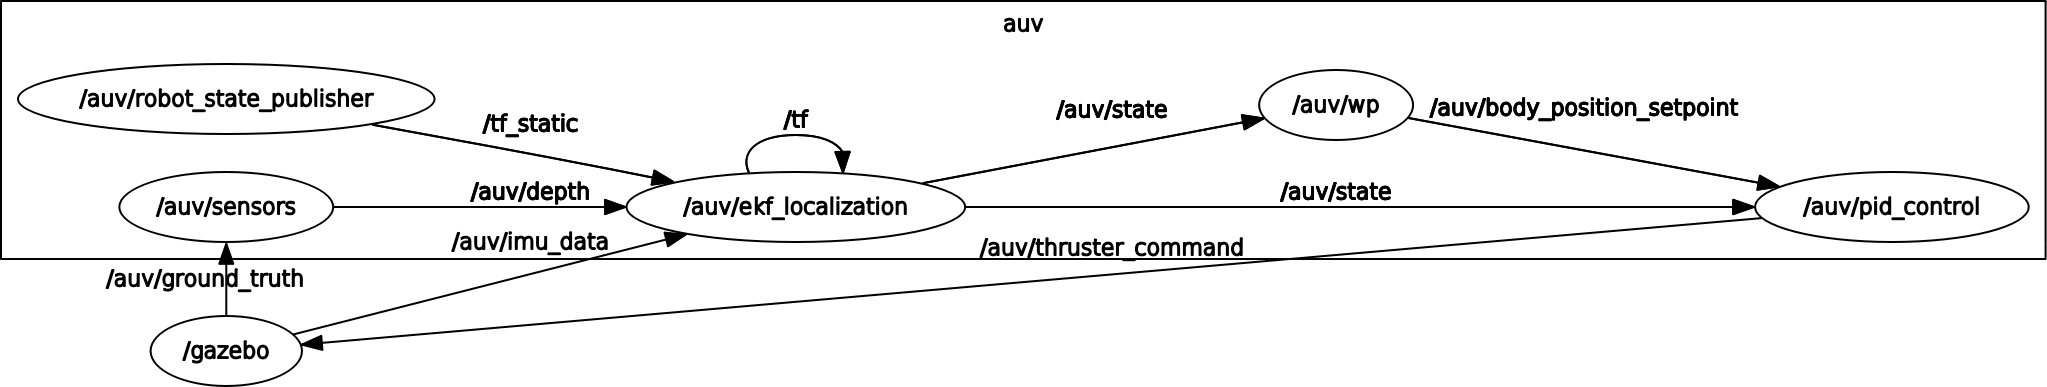 auv
/auv/robot_state_publisher
/tf_static
/tf
/auv/state
/auv/wp
/auv/body_position_setpoint
/auv/sensors
/auv/depth
/auv/ekf_localization
/auv/state
/auv/pid_control
/auv/imu_data
/auv/thruster_command
/auv/ground_truth
/gazebo